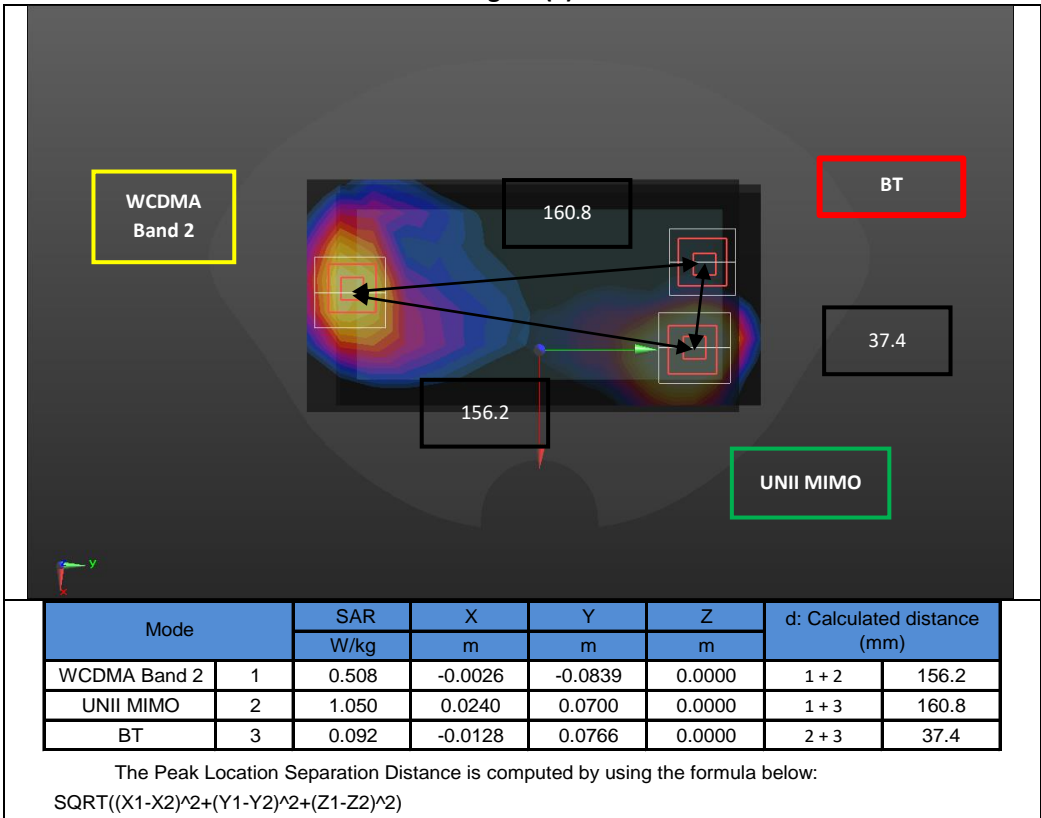 WCDMA
Band 2
160.8
BT
37.4
156.2
UNII MIMO
y
x
Mode SAR X Y Z d: Calculated distance
W/kg m m m (mm)
WCDMA Band 2 1 0.508 -0.0026 -0.0839 0.0000 1 + 2 156.2
UNII MIMO 2 1.050 0.0240 0.0700 0.0000 1 + 3 160.8
BT 3 0.092 -0.0128 0.0766 0.0000 2 + 3 37.4
The Peak Location Separation Distance is computed by using the formula below:
SQRT((X1-X2)^2+(Y1-Y2)^2+(Z1-Z2)^2)